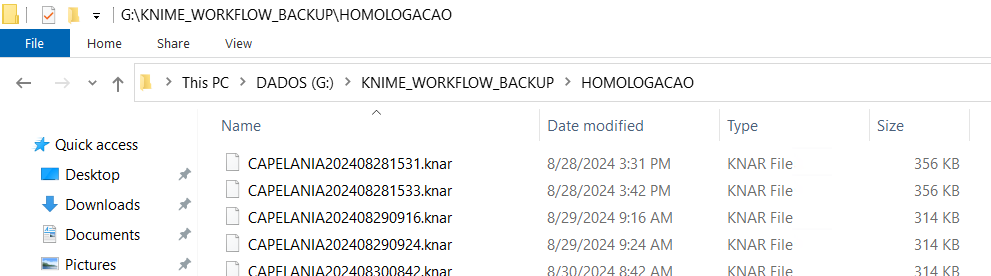 G:\KNIME_WORKFLOW_BACKUP\HOMOLOGACAO
File Home Share View
This PC DADOS (G:) KNIME_WORKFLOW_BACKUP HOMOLOGACAO
Name Date modified Type Size
Quick access
CAPELANIA202408281531.knar 8/28/2024 3:31 PM KNAR File 356 KB
Desktop
CAPELANIA202408281533.knar 8/28/2024 3:42 PM KNAR File 356 KB
Downloads
CAPELANIA202408290916.knar 8/29/2024 9:16 AM KNAR File 314 KB
Documents
CAPELANIA202408290924.knar 8/29/2024 9:24 AM KNAR File 314 KB
Pictures
CAPELANIA202408300842.knar 8/30/2024 8:42 AM KNAR File 314 KB